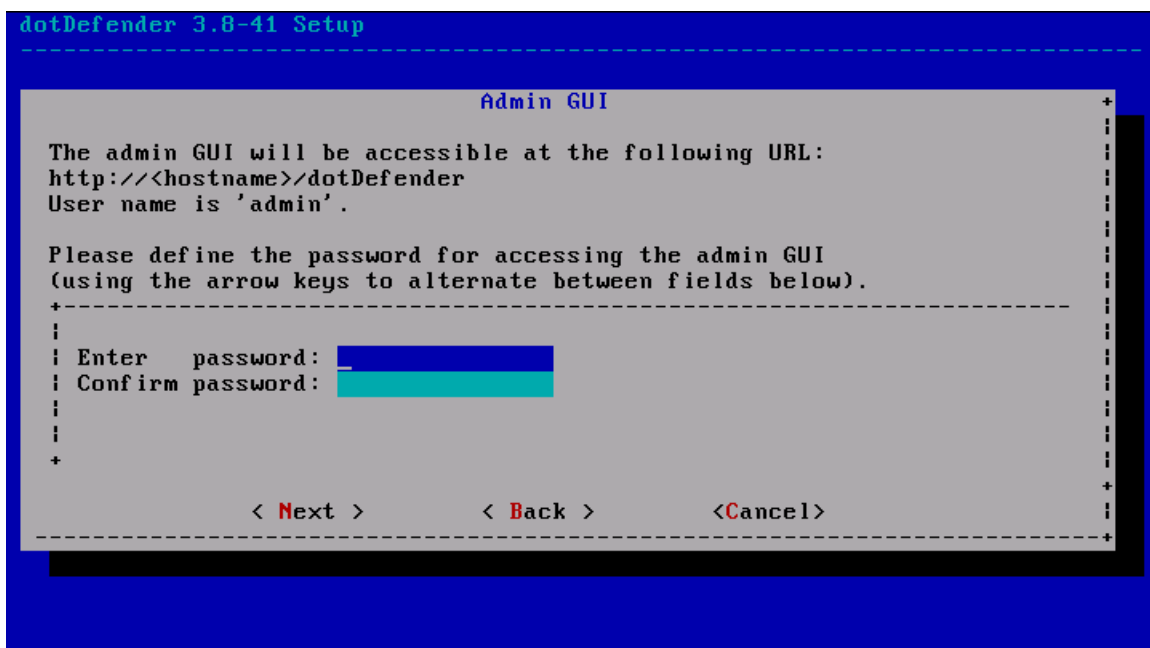 dotDefender 3.8-41 Setup
Admin GUI
The admin GUI will be accessible at the following URL:
http://<hostname>/dotDefender
User name is 'admin'.
Please define the password for accessing the admin GUI
(using the arrow keys to alternate between fields below).
Enter password:
Confirm password:
< Next > < Back > <Cancel>